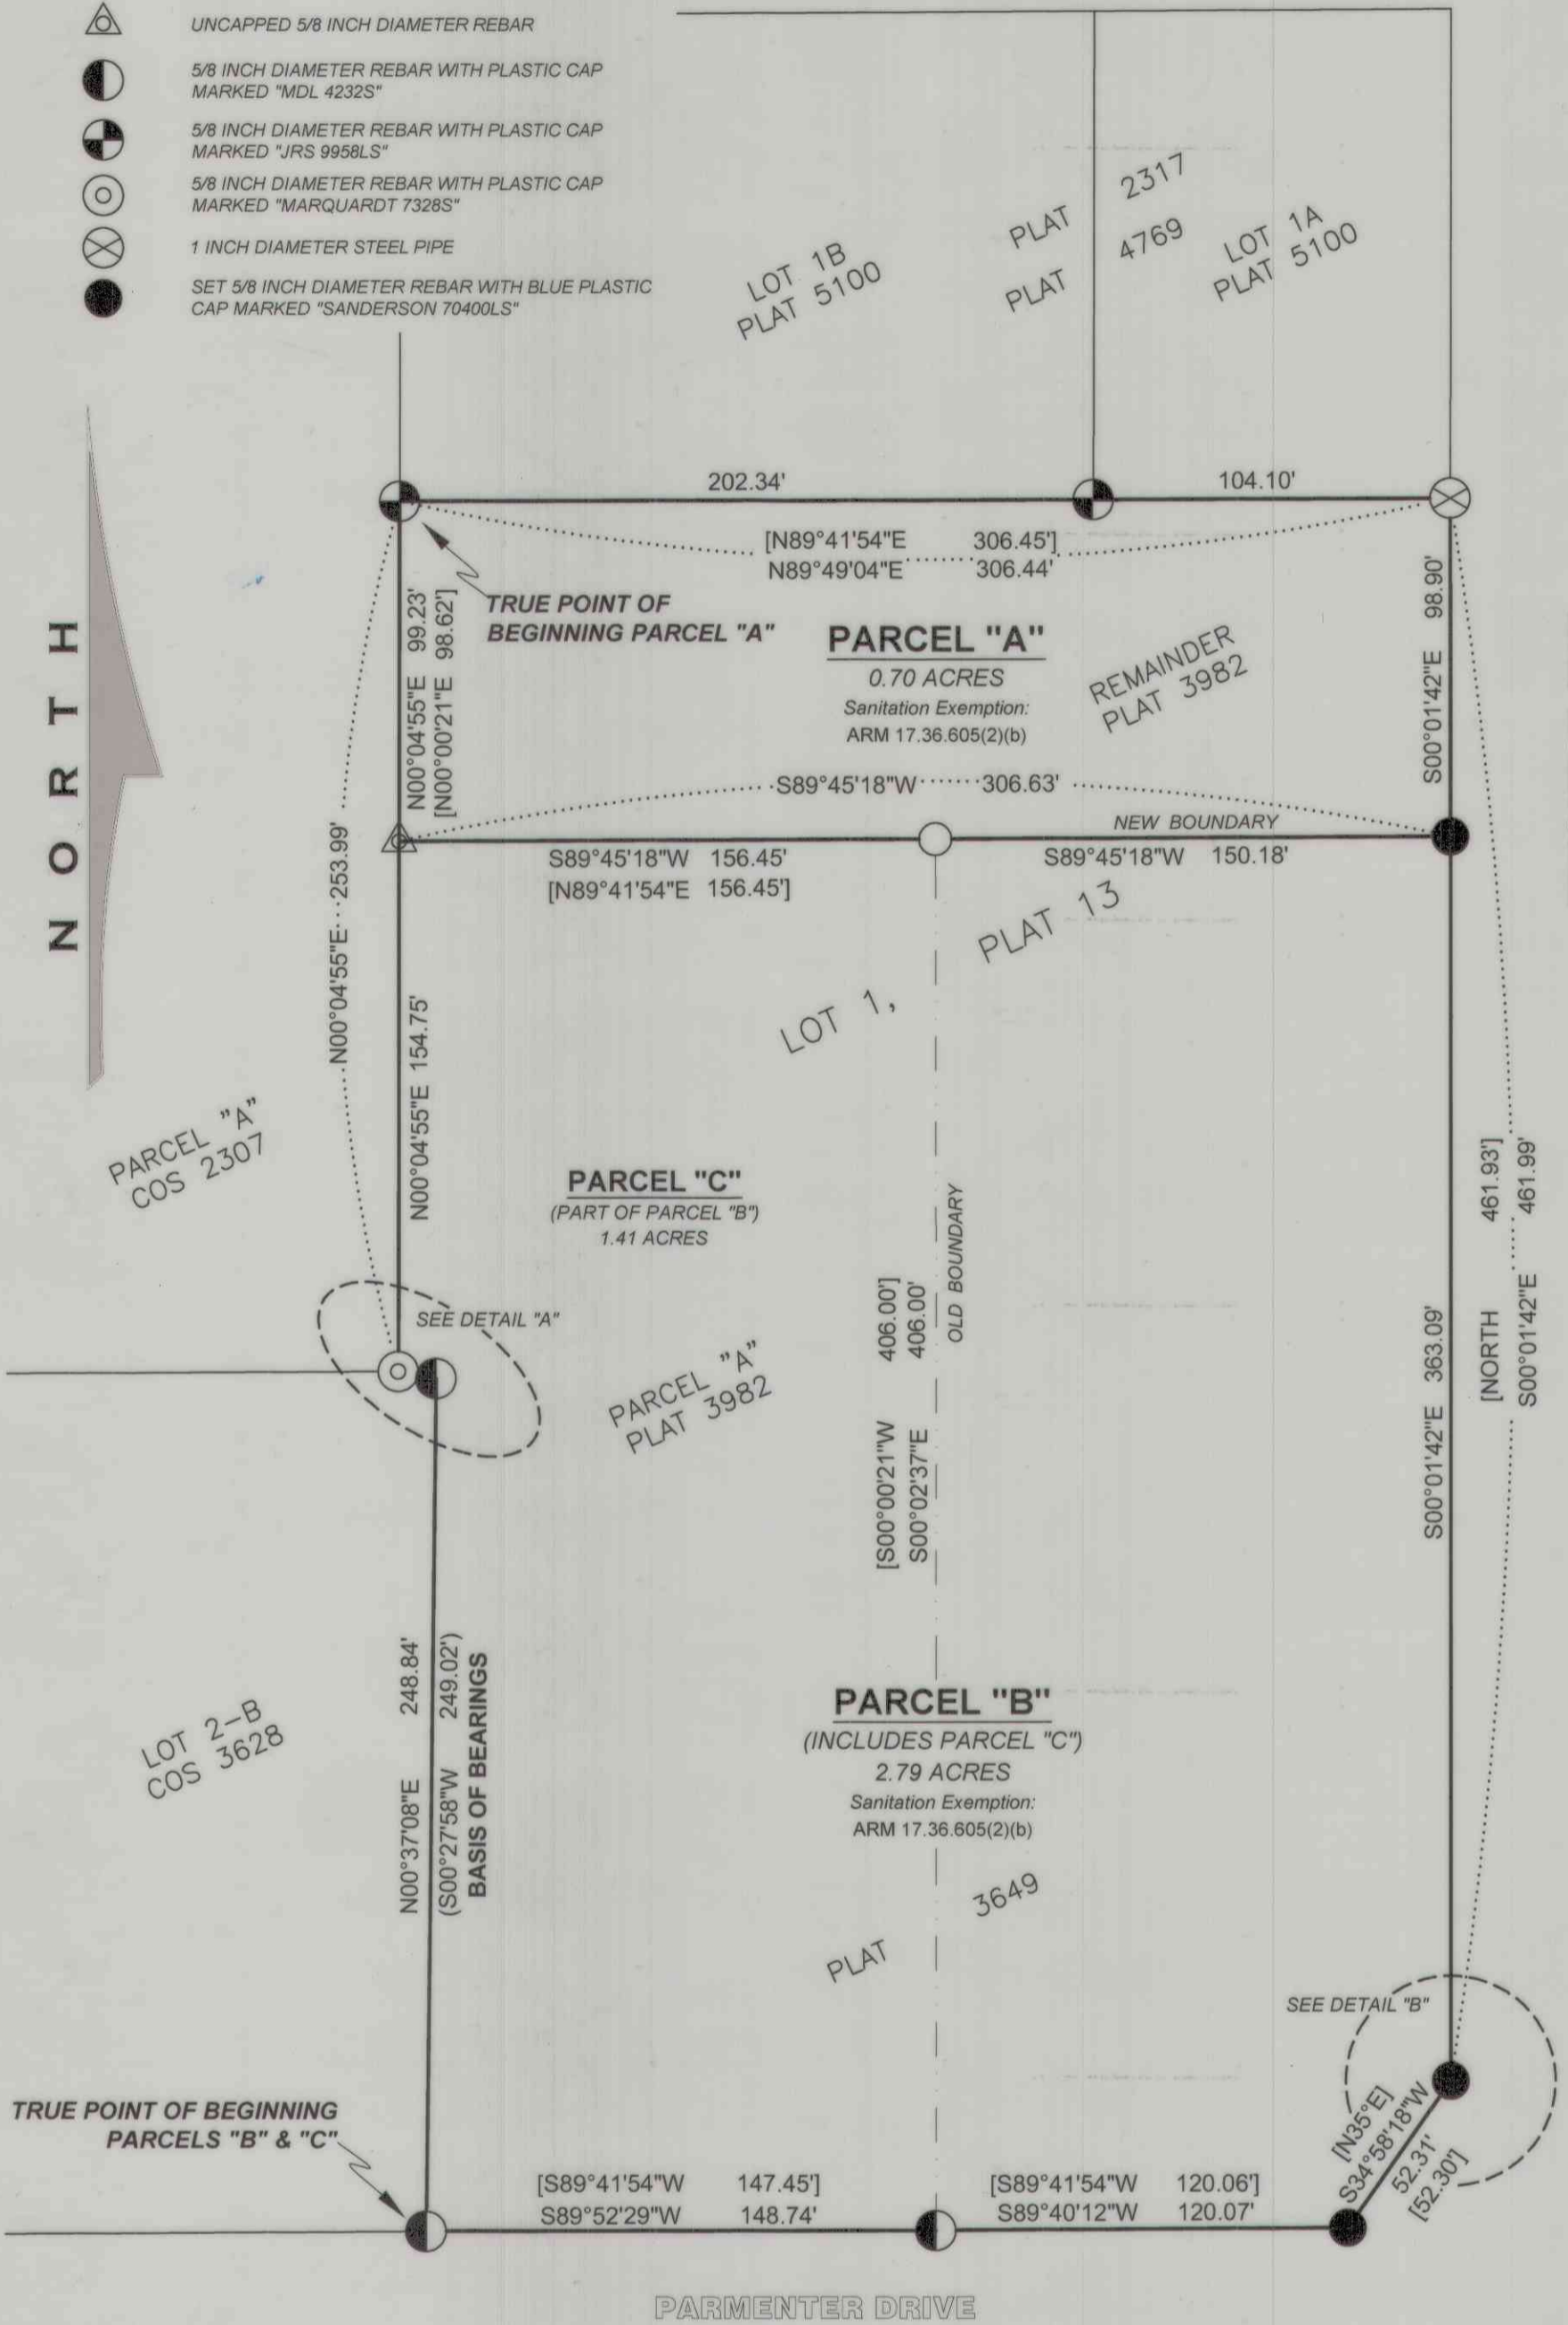 UNCAPPED 5/8 INCH DIAMETER REBAR
5/8 INCH DIAMETER REBAR WITH PLASTIC CAP
MARKED "MDL 4232S"
5/8 INCH DIAMETER REBAR WITH PLASTIC CAP
MARKED "JRS 9958LS"
5/8 INCH DIAMETER REBAR WITH PLASTIC CAP
MARKED "MARQUARDT 7328S"
1 INCH DIAMETER STEEL PIPE
SET 5/8 INCH DIAMETER REBAR WITH BLUE PLASTIC
CAP MARKED "SANDERSON 70400LS"
NORTH
LOT 1B
PLAT 5100
PLAT 2317
PLAT 4769
LOT 1A
PLAT 5100
202.34'
104.10'
[N89°41'54"E 306.45']
N89°49'04"E 306.44'
TRUE POINT OF
BEGINNING PARCEL "A"
N00°04'55"E 99.23'
[N00°00'21"E 98.62']
PARCEL "A"
0.70 ACRES
Sanitation Exemption:
ARM 17.36.605(2)(b)
REMAINDER
PLAT 3982
S00°01'42"E 98.90'
S89°45'18"W 306.63'
NEW BOUNDARY
S89°45'18"W 156.45'
[N89°41'54"E 156.45']
S89°45'18"W 150.18'
N00°04'55"E 253.99'
N00°04'55"E 154.75'
LOT 1, PLAT 13
PARCEL "A"
COS 2307
PARCEL "C"
(PART OF PARCEL "B")
1.41 ACRES
SEE DETAIL "A"
PARCEL "A"
PLAT 3982
[S00°00'21"W 406.00']
S00°02'37"E 406.00'
OLD BOUNDARY
S00°01'42"E 363.09'
[NORTH 461.93']
S00°01'42"E 461.99'
LOT 2-B
COS 3628
N00°37'08"E 248.84'
(S00°27'58"W 249.02')
BASIS OF BEARINGS
PARCEL "B"
(INCLUDES PARCEL "C")
2.79 ACRES
Sanitation Exemption:
ARM 17.36.605(2)(b)
PLAT 3649
SEE DETAIL "B"
[N35°E]
S34°58'18"W
52.31'
[52.30']
TRUE POINT OF BEGINNING
PARCELS "B" & "C"
[S89°41'54"W 147.45']
S89°52'29"W 148.74'
[S89°41'54"W 120.06']
S89°40'12"W 120.07'
PARMENTER DRIVE